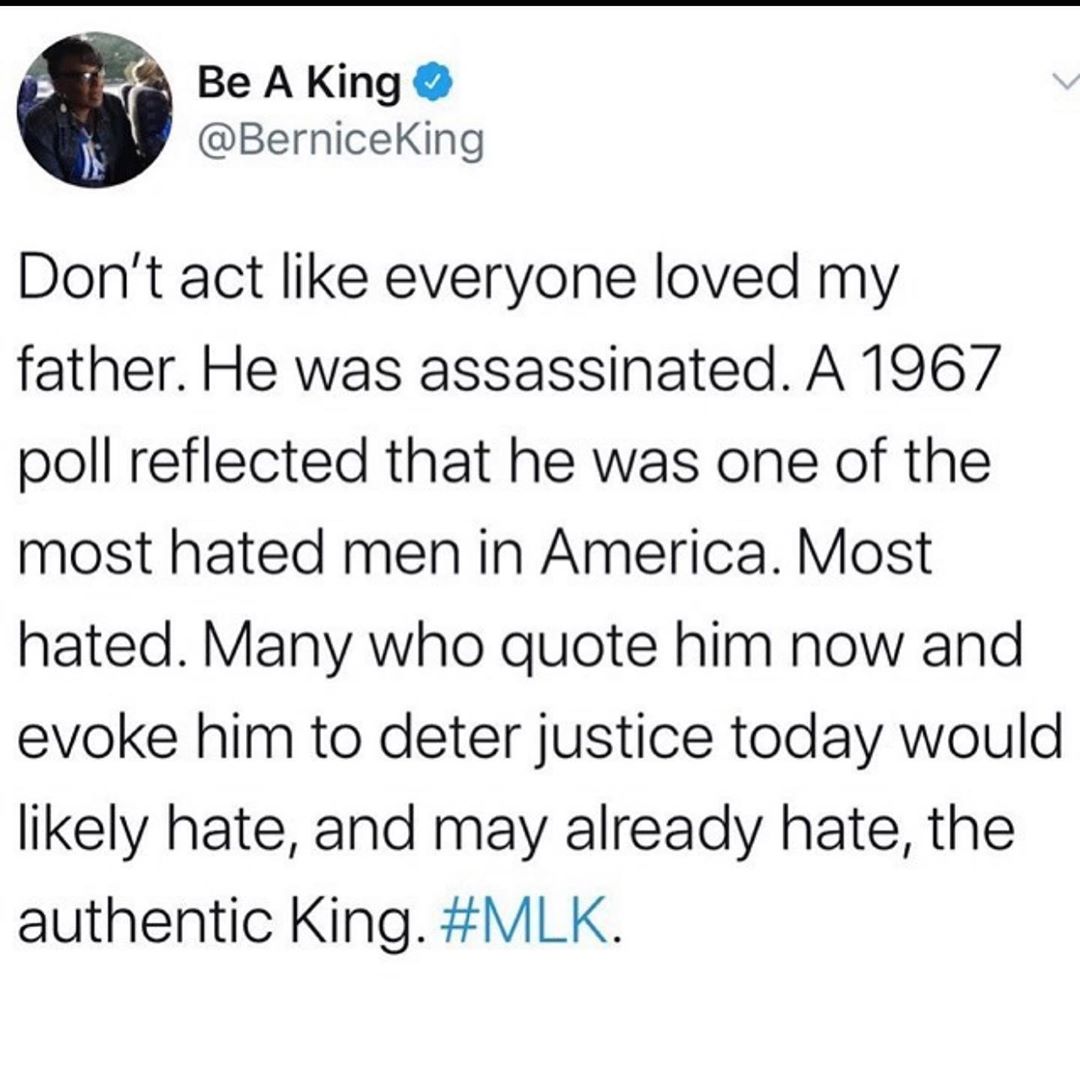 Be A King
@BerniceKing
Don’t act like everyone loved my
father. He was assassinated. A 1967
poll reflected that he was one of the
most hated men in America. Most
hated. Many who quote him now and
evoke him to deter justice today would
likely hate, and may already hate, the
authentic King. #MLK.